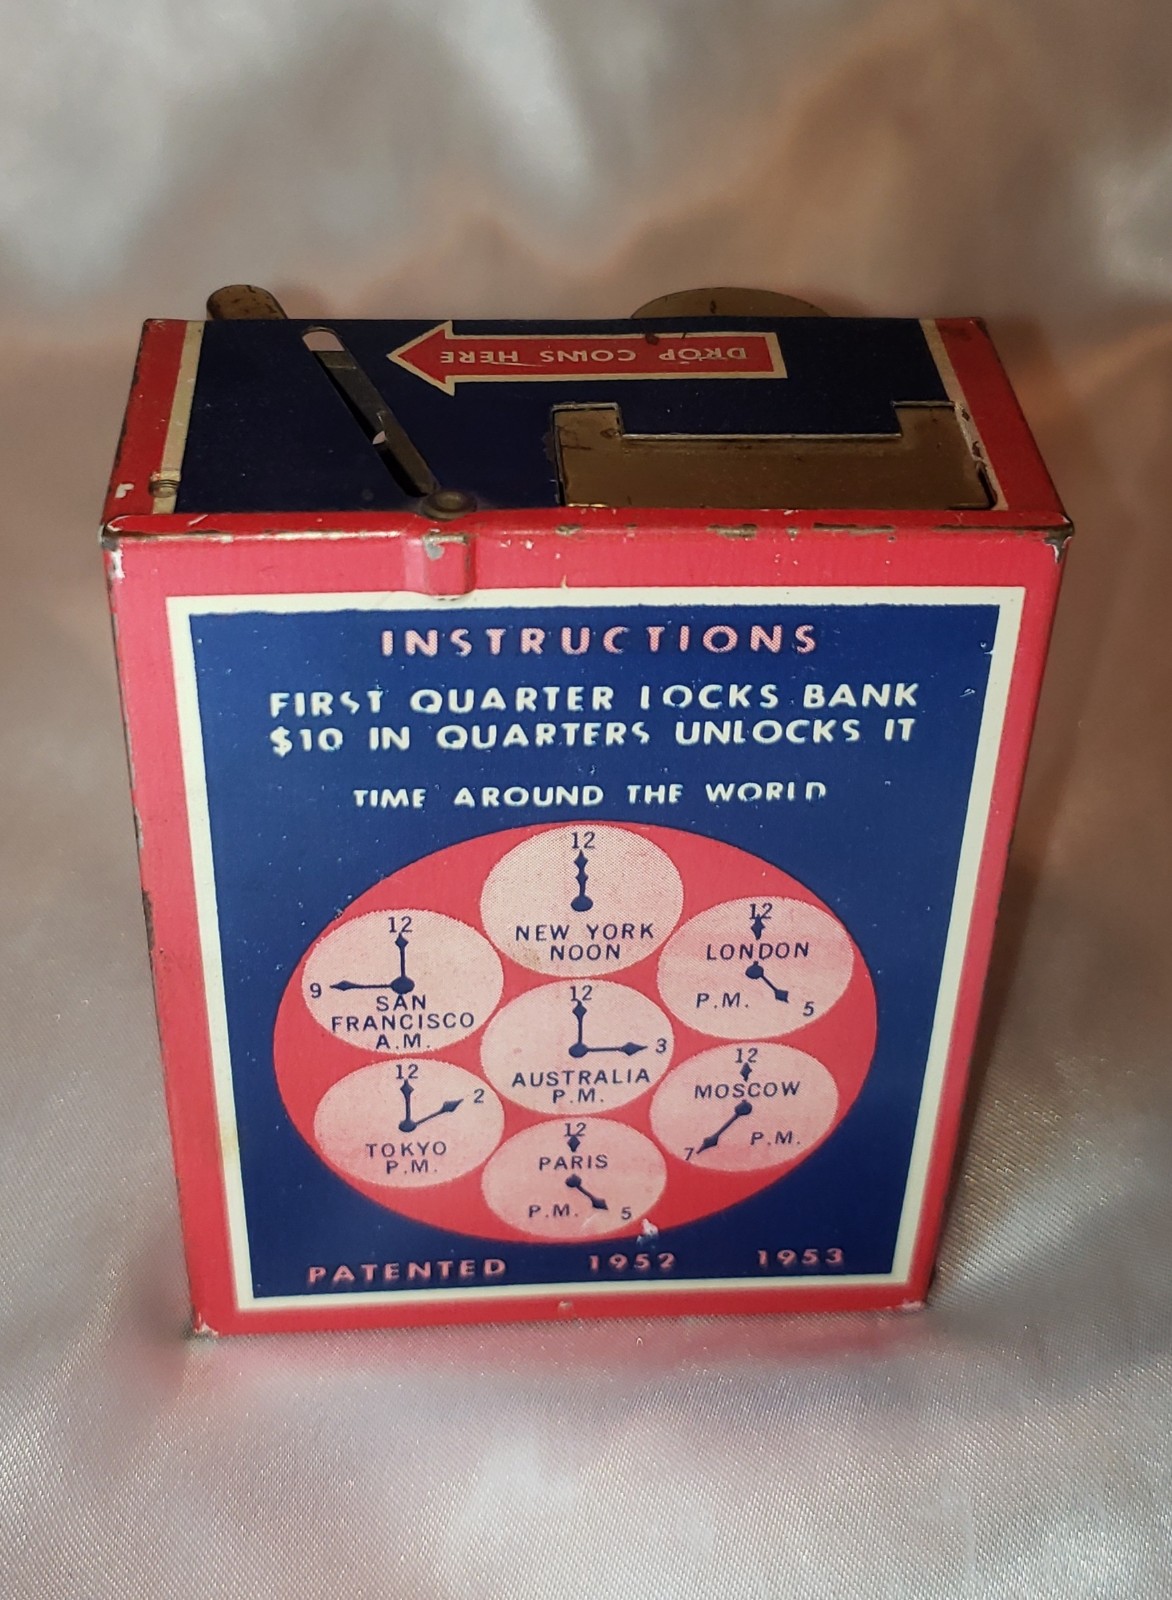 DROP COINS HERE
INSTRUCTIONS
FIRST QUARTER LOCKS BANK
$10 IN QUARTERS UNLOCKS IT
TIME AROUND THE WORLD
12
NEW YORK
NOON
12
9
SAN
FRANCISCO
A.M.
12
LONDON
P.M. 5
12
3
AUSTRALIA
P.M.
12
2
TOKYO
P.M.
12
MOSCOW
7 P.M.
12
PARIS
P.M. 5
PATENTED 1952 1953